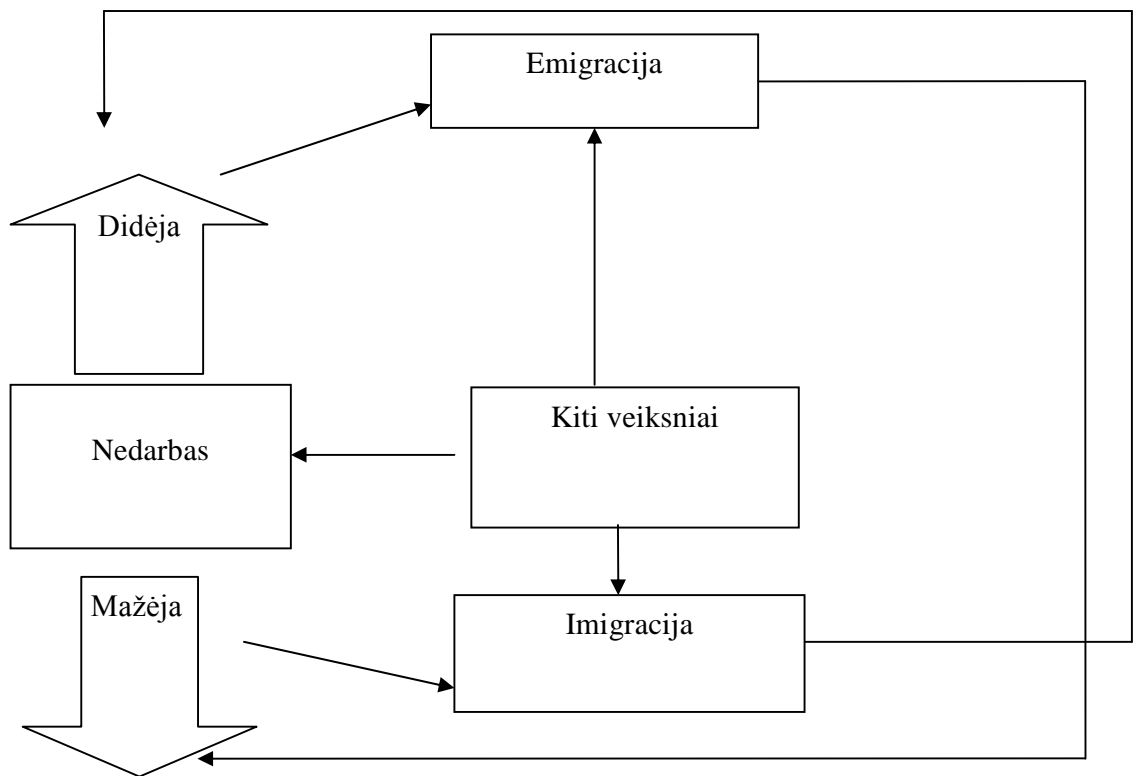 Emigracija
Didėja
Kiti veiksniai
Nedarbas
Mažėja
Imigracija